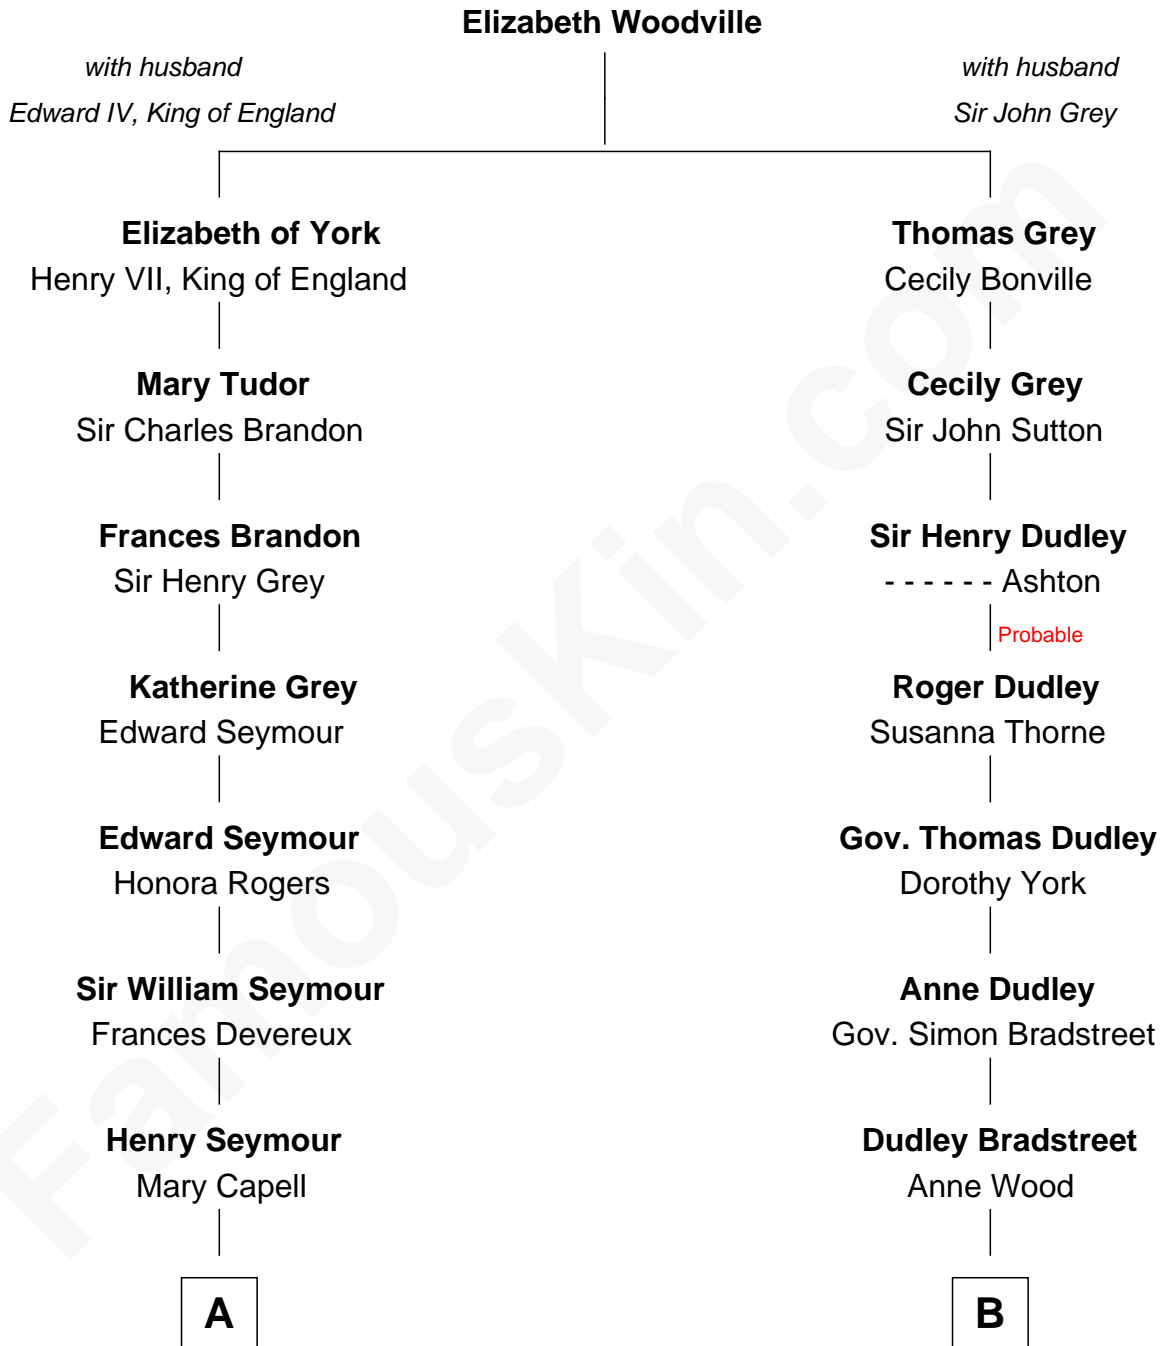 Elizabeth Woodville
with husband
Edward IV, King of England
with husband
Sir John Grey
Elizabeth of York
Henry VII, King of England
Thomas Grey
Cecily Bonville
Mary Tudor
Sir Charles Brandon
Cecily Grey
Sir John Sutton
Frances Brandon
Sir Henry Grey
Sir Henry Dudley
- - - - - - Ashton
Probable
Katherine Grey
Edward Seymour
Roger Dudley
Susanna Thorne
Edward Seymour
Honora Rogers
Gov. Thomas Dudley
Dorothy York
Sir William Seymour
Frances Devereux
Anne Dudley
Gov. Simon Bradstreet
Henry Seymour
Mary Capell
Dudley Bradstreet
Anne Wood
A
B
FamousKin.com